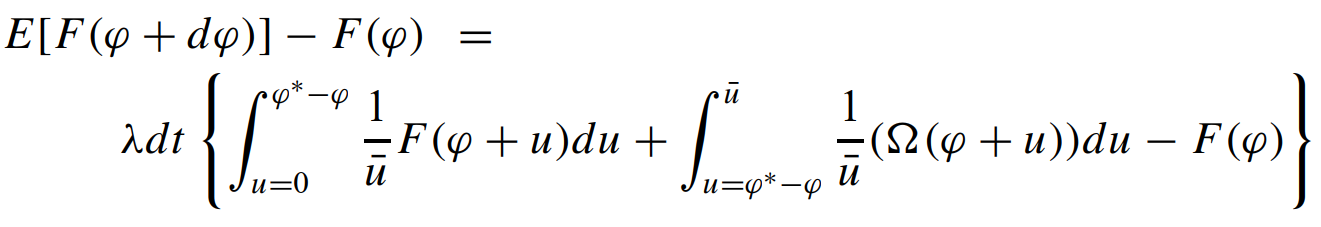 E[F(φ + dφ)] − F(φ) =
λdt { ∫_{u=0}^{φ*−φ} 1/ū F(φ + u)du + ∫_{u=φ*−φ}^{ū} 1/ū (Ω(φ + u))du − F(φ) }